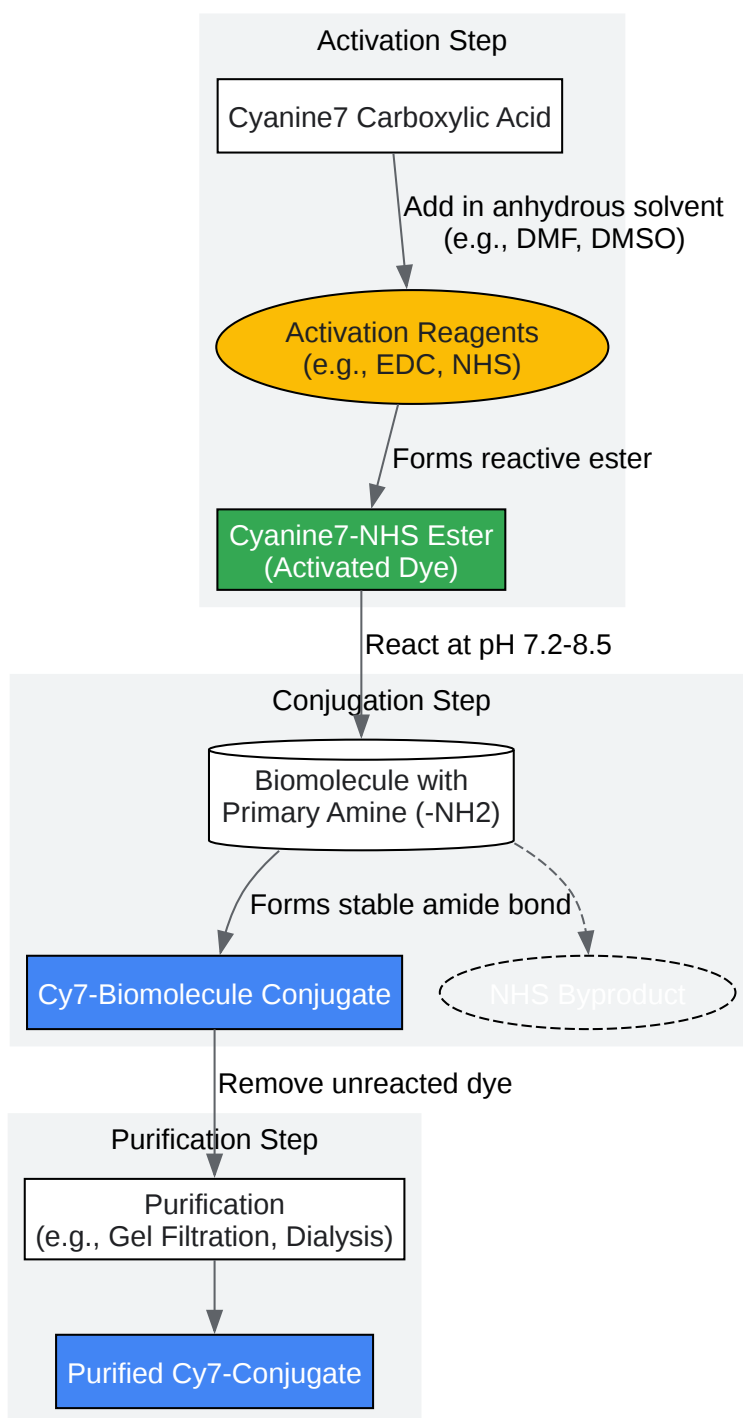 Activation Step
Cyanine7 Carboxylic Acid
Add in anhydrous solvent
(e.g., DMF, DMSO)
Activation Reagents
(e.g., EDC, NHS)
Forms reactive ester
Cyanine7-NHS Ester
(Activated Dye)
React at pH 7.2-8.5
Conjugation Step
Biomolecule with
Primary Amine (-NH2)
Forms stable amide bond
Cy7-Biomolecule Conjugate
NHS Byproduct
Remove unreacted dye
Purification Step
Purification
(e.g., Gel Filtration, Dialysis)
Purified Cy7-Conjugate